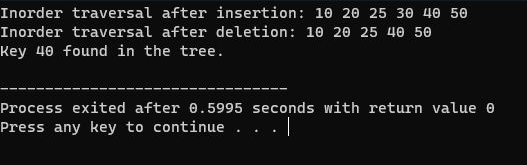 Inorder traversal after insertion: 10 20 25 30 40 50
Inorder traversal after deletion: 10 20 25 40 50
Key 40 found in the tree.
--------------------------------
Process exited after 0.5995 seconds with return value 0
Press any key to continue . . .